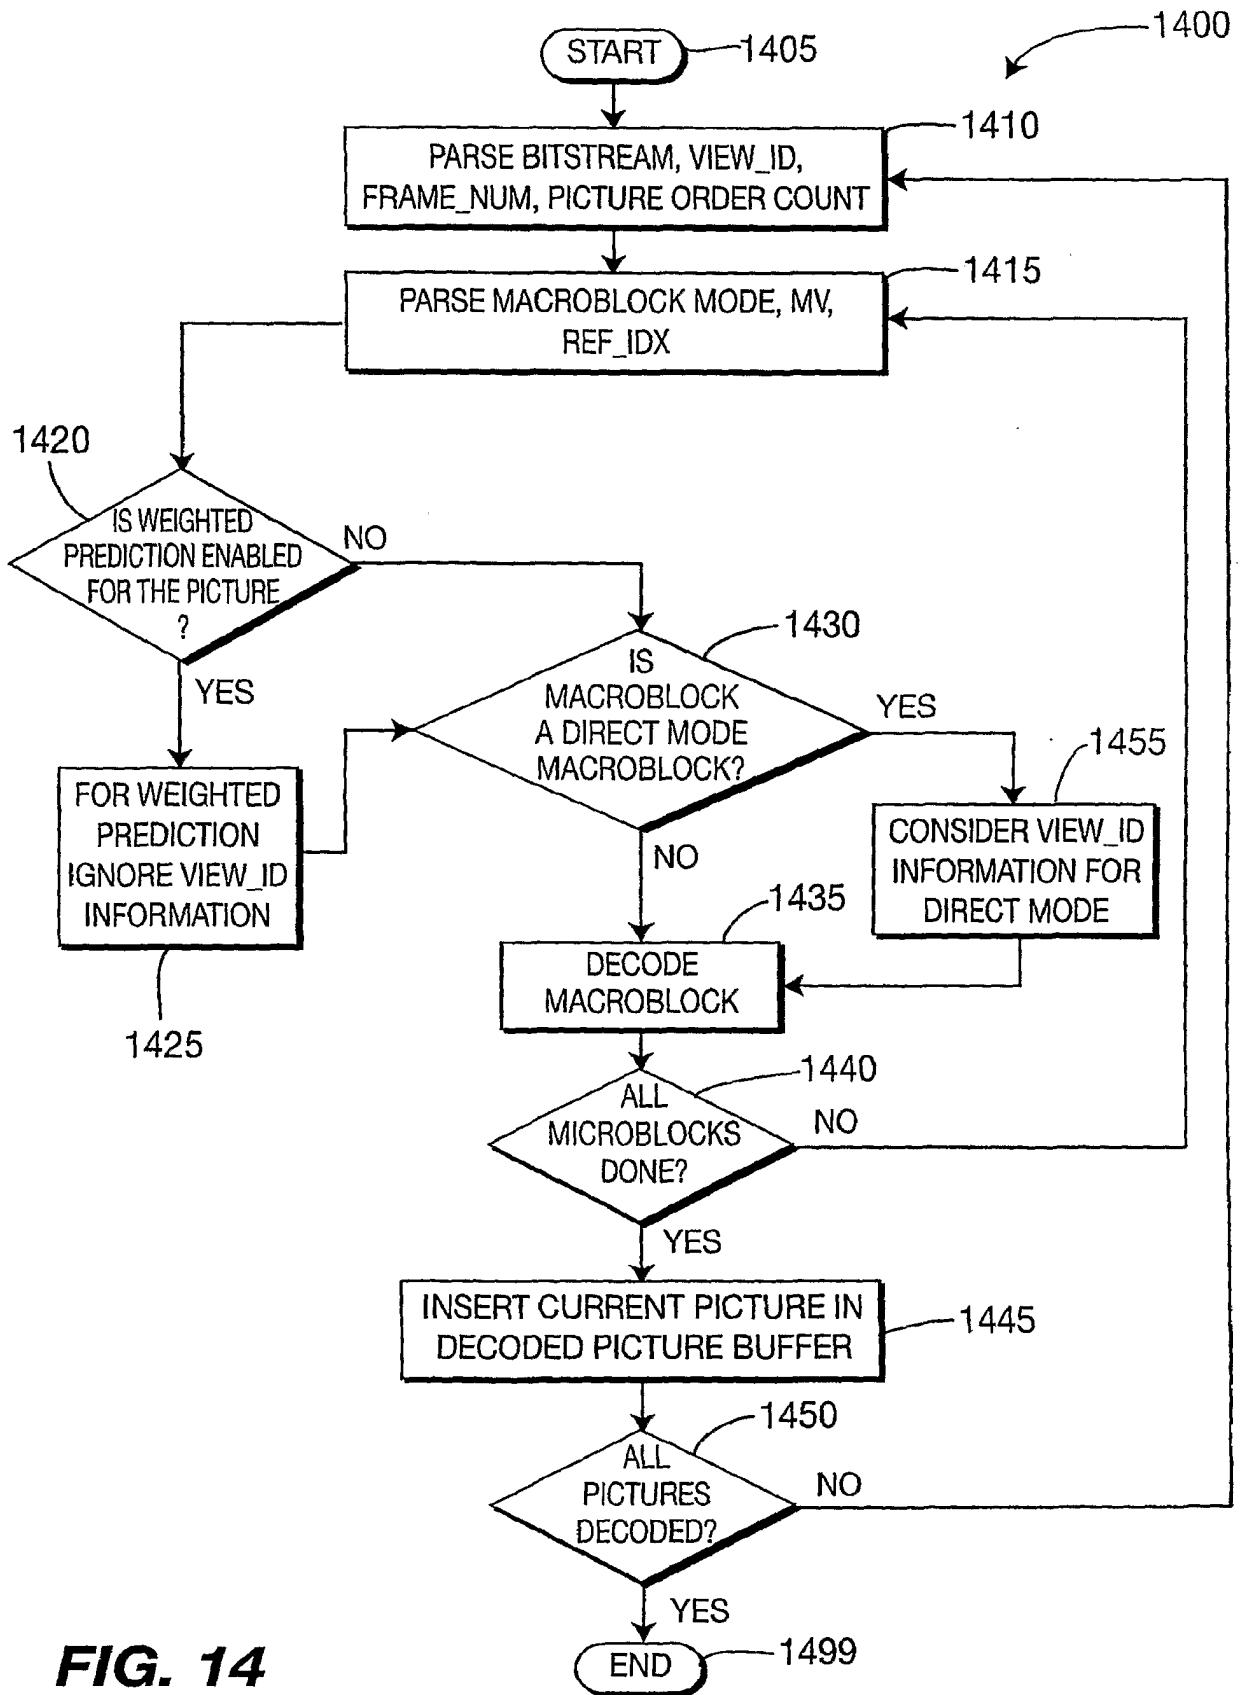 1400
START
1405
1410
PARSE BITSTREAM, VIEW_ID,
FRAME_NUM, PICTURE ORDER COUNT
1415
PARSE MACROBLOCK MODE, MV,
REF_IDX
1420
IS WEIGHTED
PREDICTION ENABLED
FOR THE PICTURE
?
NO
YES
1430
IS
MACROBLOCK
A DIRECT MODE
MACROBLOCK?
YES
NO
1455
CONSIDER VIEW_ID
INFORMATION FOR
DIRECT MODE
FOR WEIGHTED
PREDICTION
IGNORE VIEW_ID
INFORMATION
1425
1435
DECODE
MACROBLOCK
1440
ALL
MICROBLOCKS
DONE?
NO
YES
INSERT CURRENT PICTURE IN
DECODED PICTURE BUFFER
1445
1450
ALL
PICTURES
DECODED?
NO
YES
END
1499
FIG. 14